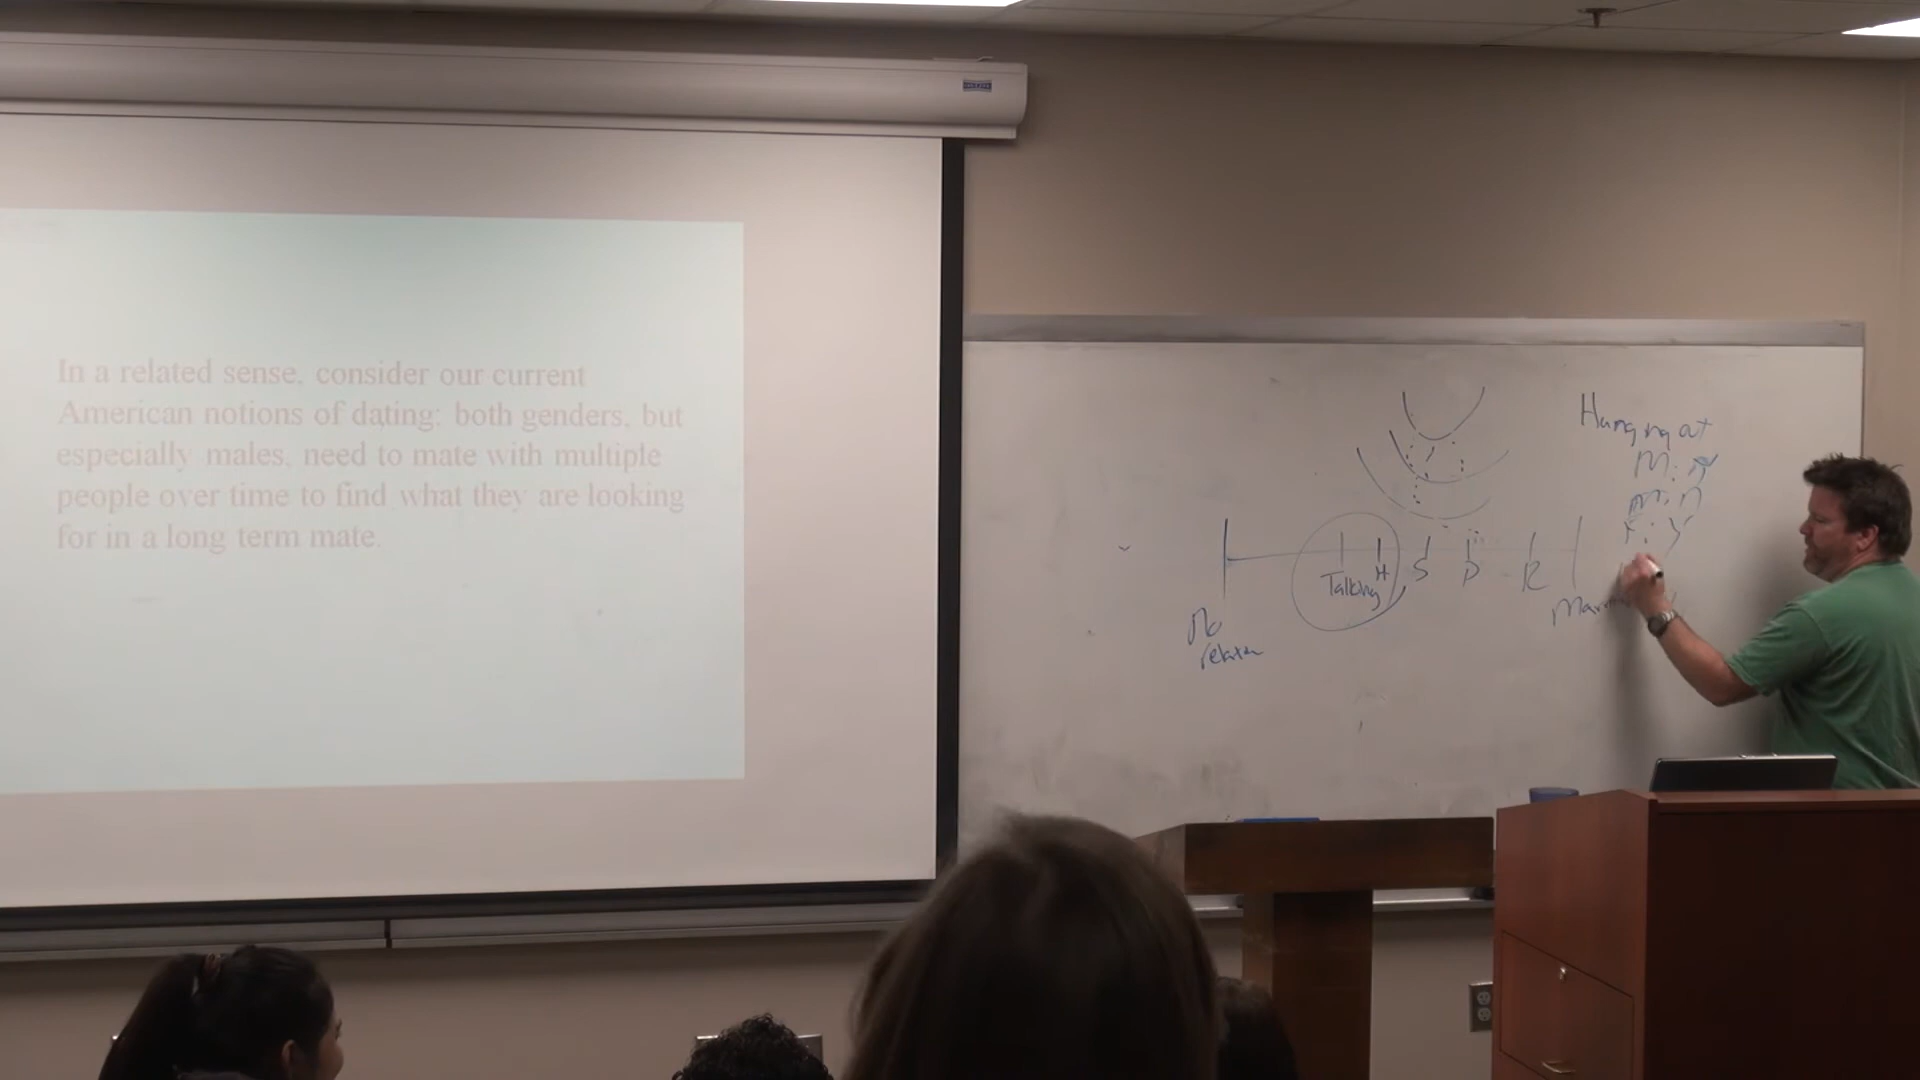 In a related sense, consider our current
American notions of dating: both genders, but
especially males, need to mate with multiple
people over time to find what they are looking
for in a long term mate.
Hanging out
M: N
M: N
F: Y
Talking
H
S
D
R
No